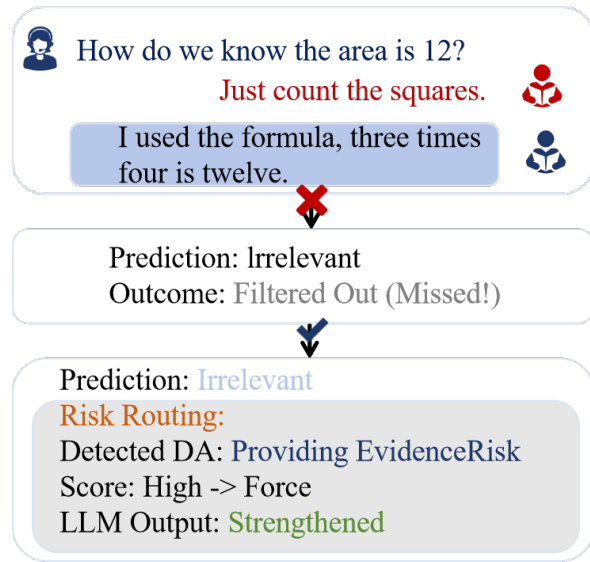 How do we know the area is 12?
Just count the squares.
I used the formula, three times
four is twelve.
Prediction: lrrelevant
Outcome: Filtered Out (Missed!)
Prediction: Irrelevant
Risk Routing:
Detected DA: Providing EvidenceRisk
Score: High -> Force
LLM Output: Strengthened